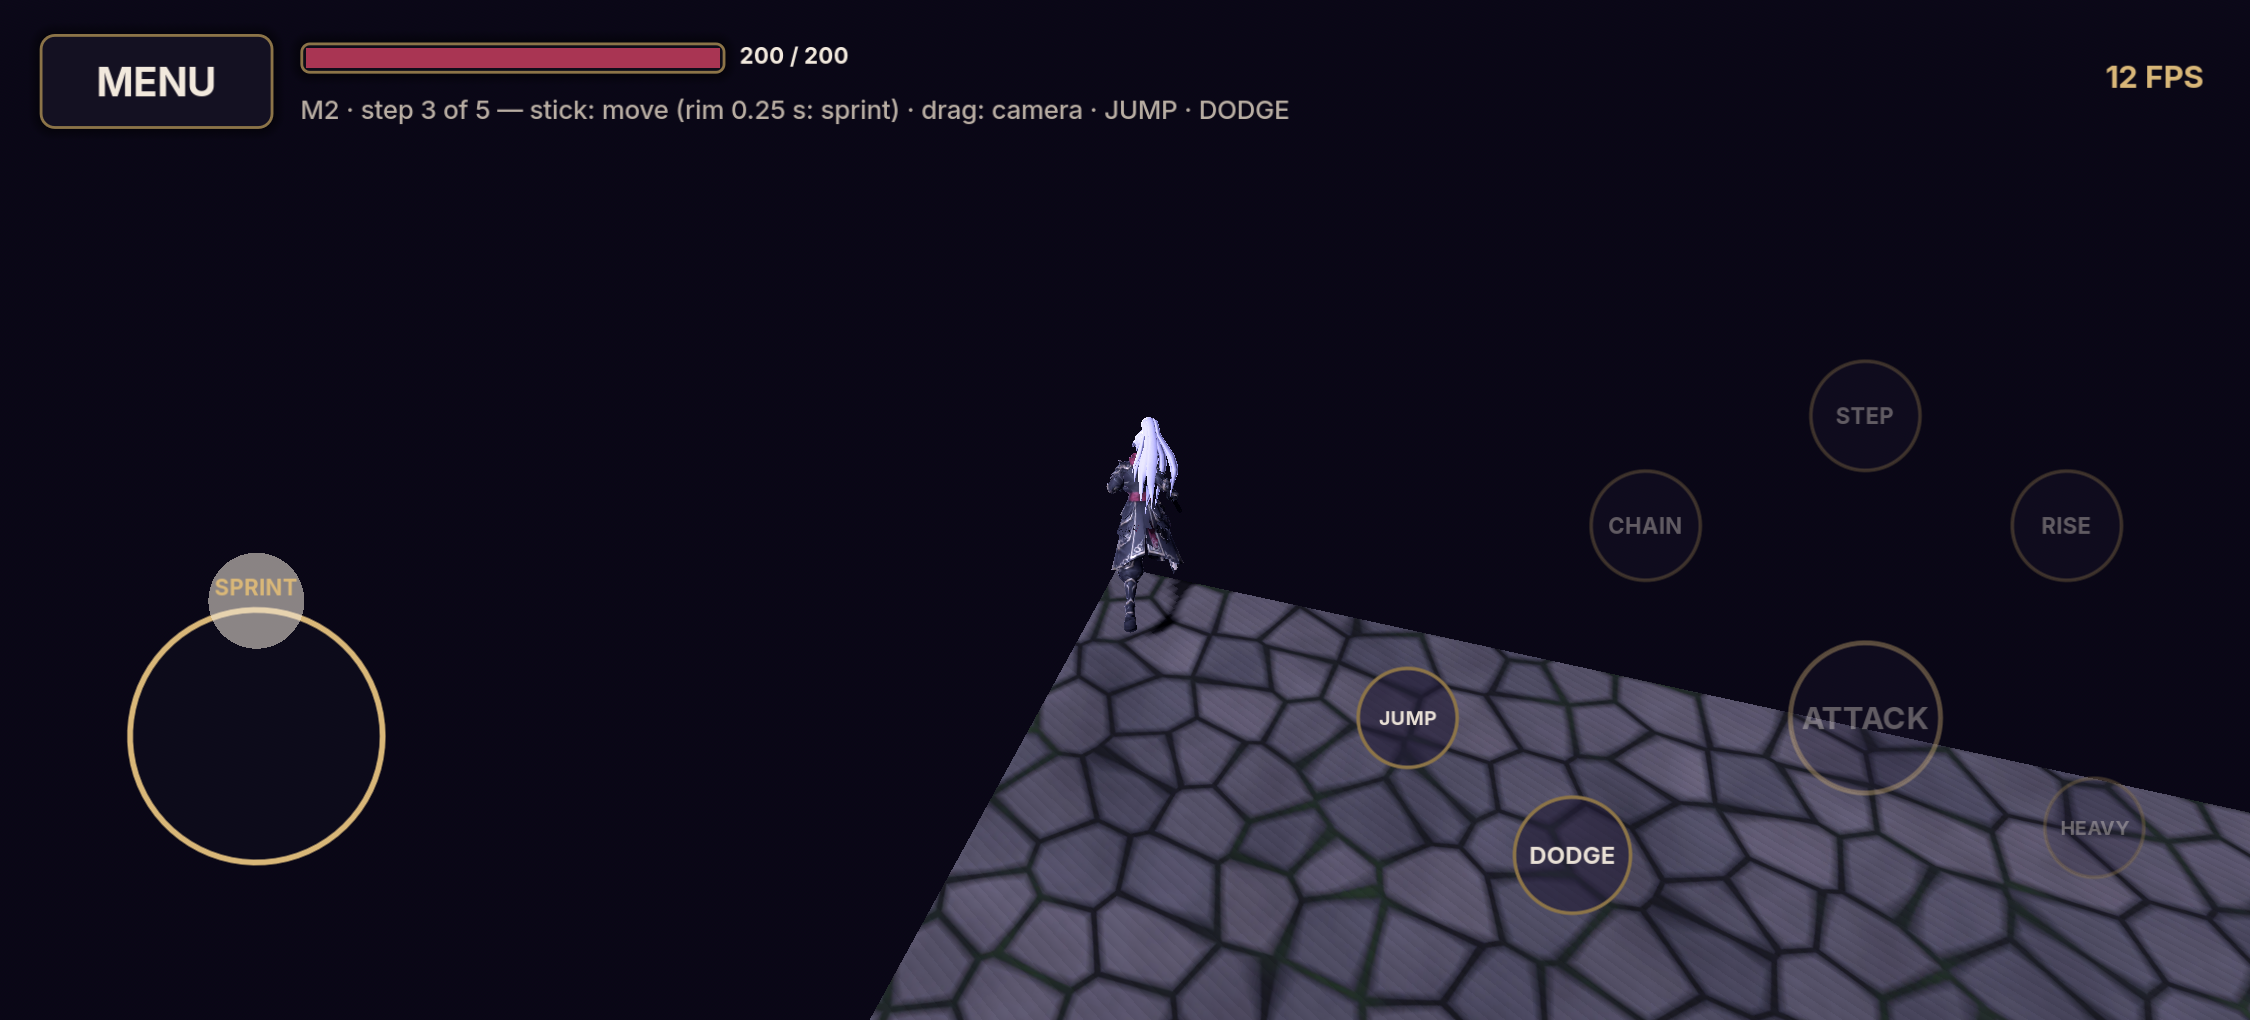 MENU
200 / 200
12 FPS
M2 · step 3 of 5 — stick: move (rim 0.25 s: sprint) · drag: camera · JUMP · DODGE
STEP
CHAIN
RISE
SPRINT
JUMP
ATTACK
HEAVY
DODGE